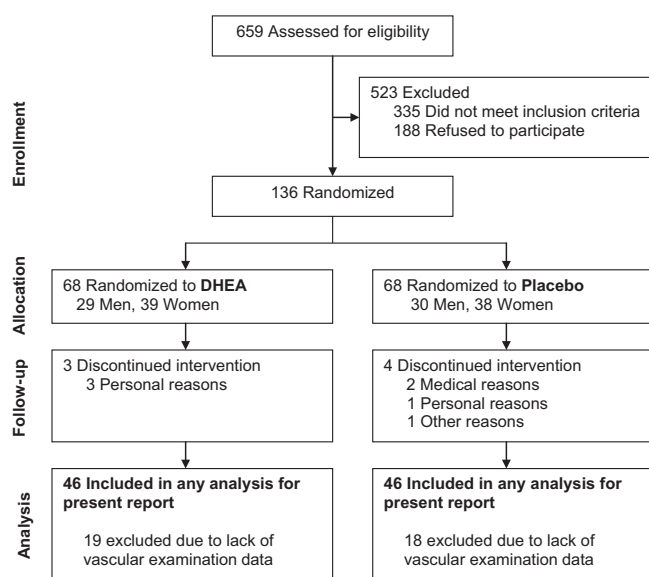 659 Assessed for eligibility
523 Excluded
335 Did not meet inclusion criteria
188 Refused to participate
Enrollment
136 Randomized
Allocation
68 Randomized to DHEA
29 Men, 39 Women
68 Randomized to Placebo
30 Men, 38 Women
Follow-up
3 Discontinued intervention
3 Personal reasons
4 Discontinued intervention
2 Medical reasons
1 Personal reasons
1 Other reasons
Analysis
46 Included in any analysis for
present report
19 excluded due to lack of
vascular examination data
46 Included in any analysis for
present report
18 excluded due to lack of
vascular examination data